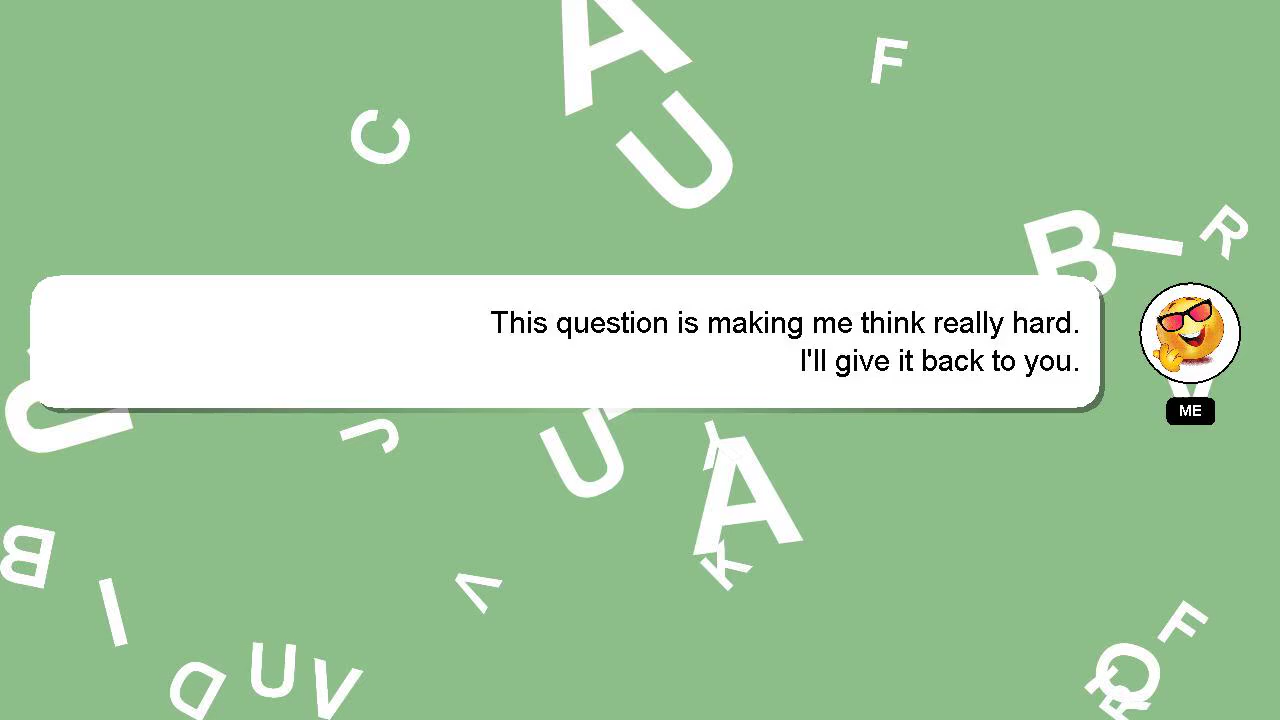 This question is making me think really hard.
I'll give it back to you.
ME
A
F
C
U
B I R
J
U
A
K
B
I
V
D U V
F
Q